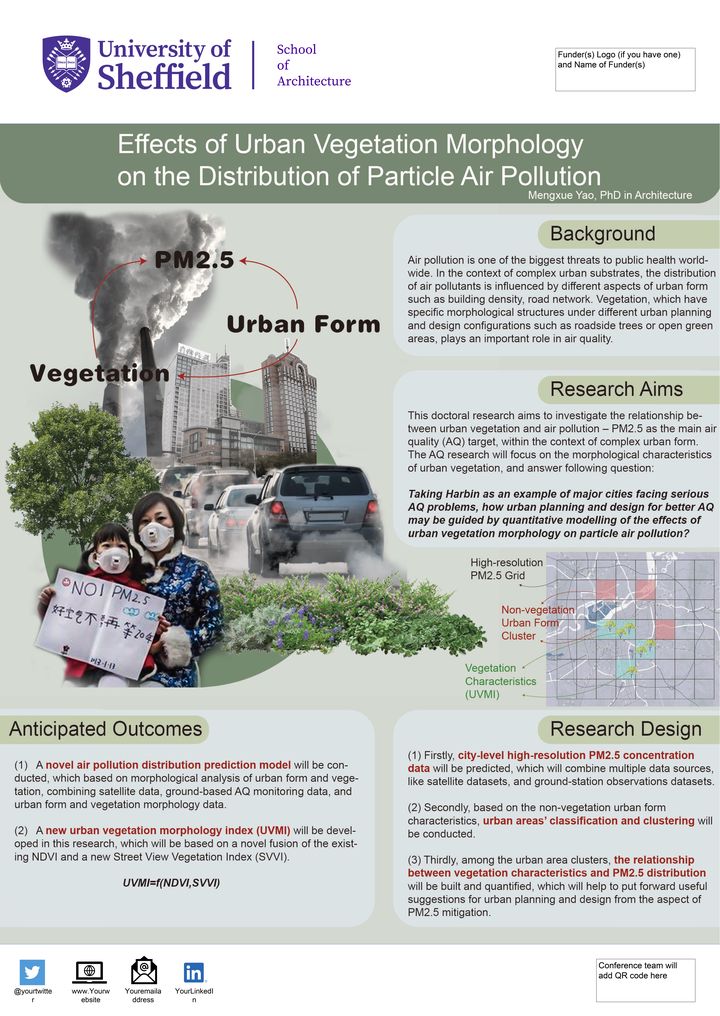 University of
Sheffield
School
of
Architecture
Funder(s) Logo (if you have one)
and Name of Funder(s)
Effects of Urban Vegetation Morphology
on the Distribution of Particle Air Pollution
Mengxue Yao, PhD in Architecture
PM2.5
Urban Form
Vegetation
NO! PM2.5
好空气不再等20年
Background
Air pollution is one of the biggest threats to public health world-
wide. In the context of complex urban substrates, the distribution
of air pollutants is influenced by different aspects of urban form
such as building density, road network. Vegetation, which have
specific morphological structures under different urban planning
and design configurations such as roadside trees or open green
areas, plays an important role in air quality.
Research Aims
This doctoral research aims to investigate the relationship be-
tween urban vegetation and air pollution – PM2.5 as the main air
quality (AQ) target, within the context of complex urban form.
The AQ research will focus on the morphological characteristics
of urban vegetation, and answer following question:
Taking Harbin as an example of major cities facing serious
AQ problems, how urban planning and design for better AQ
may be guided by quantitative modelling of the effects of
urban vegetation morphology on particle air pollution?
High-resolution
PM2.5 Grid
Non-vegetation
Urban Form
Cluster
Vegetation
Characteristics
(UVMI)
Anticipated Outcomes
(1) A novel air pollution distribution prediction model will be con-
ducted, which based on morphological analysis of urban form and vege-
tation, combining satellite data, ground-based AQ monitoring data, and
urban form and vegetation morphology data.
(2) A new urban vegetation morphology index (UVMI) will be devel-
oped in this research, which will be based on a novel fusion of the exist-
ing NDVI and a new Street View Vegetation Index (SVVI).
UVMI=f(NDVI,SVVI)
Research Design
(1) Firstly, city-level high-resolution PM2.5 concentration
data will be predicted, which will combine multiple data sources,
like satellite datasets, and ground-station observations datasets.
(2) Secondly, based on the non-vegetation urban form
characteristics, urban areas' classification and clustering will
be conducted.
(3) Thirdly, among the urban area clusters, the relationship
between vegetation characteristics and PM2.5 distribution
will be built and quantified, which will help to put forward useful
suggestions for urban planning and design from the aspect of
PM2.5 mitigation.
@yourtwitte
r
www.Yourw
ebsite
Youremaila
ddress
YourLinkedI
n
Conference team will
add QR code here